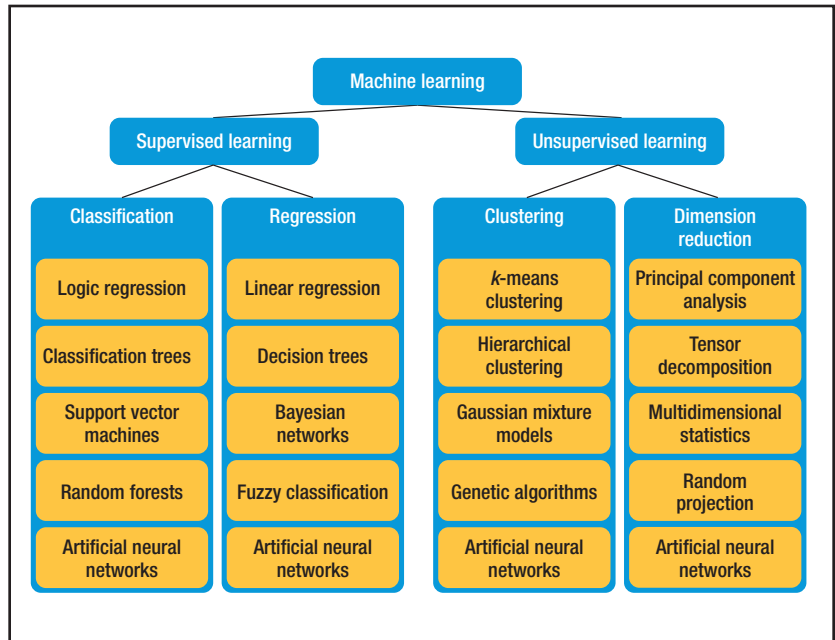 Machine learning
Supervised learning
Unsupervised learning
Classification
Logic regression
Classification trees
Support vector
machines
Random forests
Artificial neural
networks
Regression
Linear regression
Decision trees
Bayesian
networks
Fuzzy classification
Artificial neural
networks
Clustering
k-means
clustering
Hierarchical
clustering
Gaussian mixture
models
Genetic algorithms
Artificial neural
networks
Dimension
reduction
Principal component
analysis
Tensor
decomposition
Multidimensional
statistics
Random
projection
Artificial neural
networks